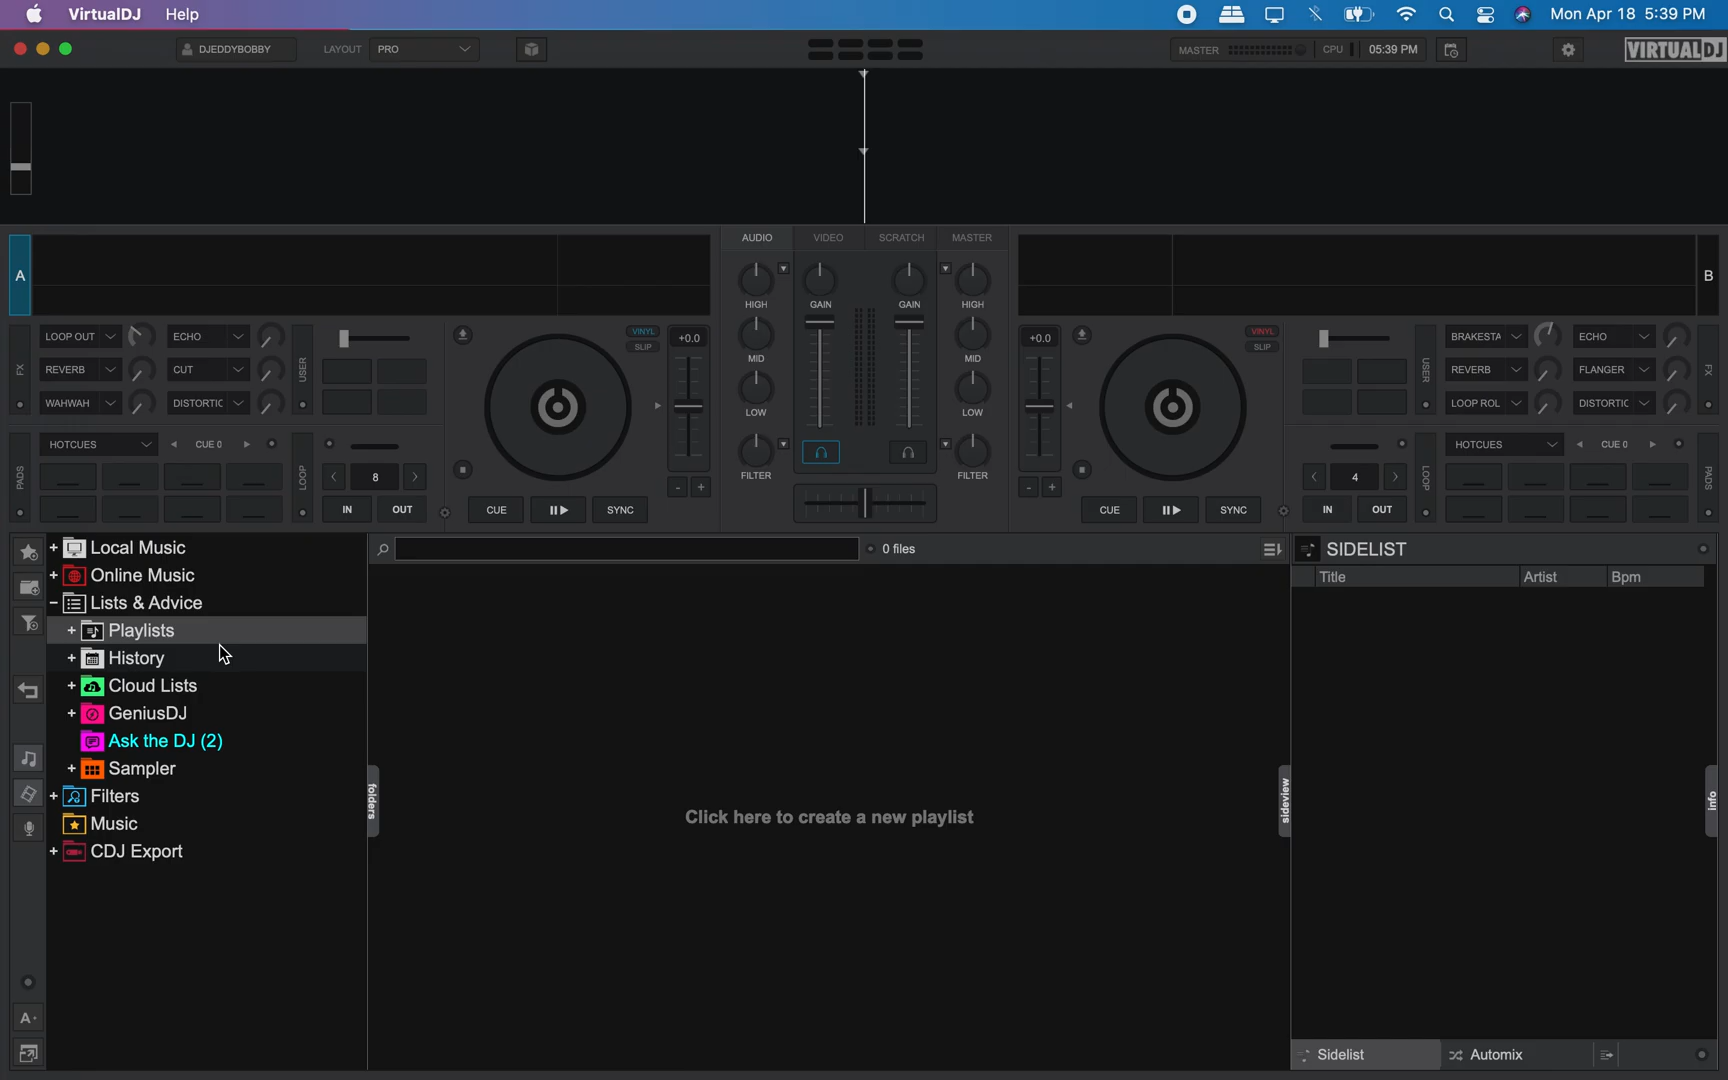 VirtualDJ Help Mon Apr 18 5:39 PM
DJEDDYBOBBY LAYOUT PRO MASTER CPU 05:39 PM VIRTUALDJ
A AUDIO VIDEO SCRATCH MASTER B
HIGH GAIN GAIN HIGH
FX LOOP OUT ECHO USER VINYL +0.0 +0.0 VINYL USER BRAKESTA ECHO FX
SLIP SLIP
MID MID
REVERB CUT REVERB FLANGER
WAHWAH DISTORTIC LOW LOW LOOP ROL DISTORTIC
PADS HOTCUES CUE 0 LOOP LOOP HOTCUES CUE 0 PADS
8 FILTER FILTER 4
- + - +
IN OUT CUE SYNC CUE SYNC IN OUT
+ Local Music 0 files SIDELIST
+ Online Music Title Artist Bpm
- Lists & Advice
+ Playlists
+ History
+ Cloud Lists
+ GeniusDJ
Ask the DJ (2)
+ Sampler
+ Filters
folders Click here to create a new playlist sideview info
Music
+ CDJ Export
A
Sidelist Automix